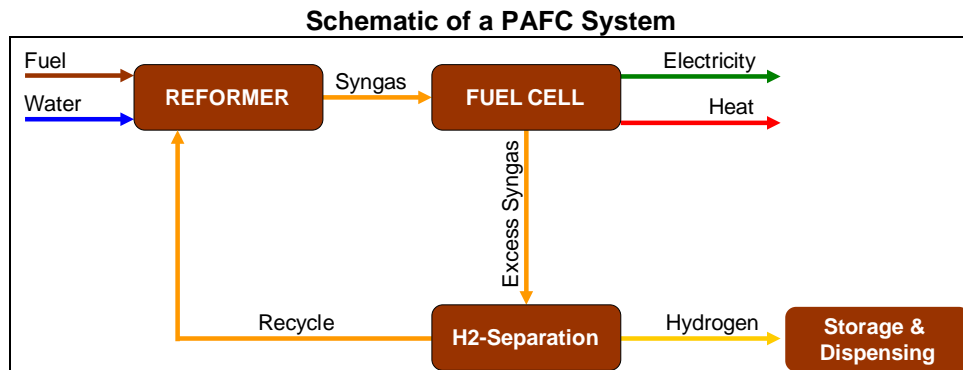 Schematic of a PAFC System
Fuel
Water
REFORMER
Syngas
FUEL CELL
Electricity
Heat
Excess Syngas
Recycle
H2-Separation
Hydrogen
Storage &
Dispensing